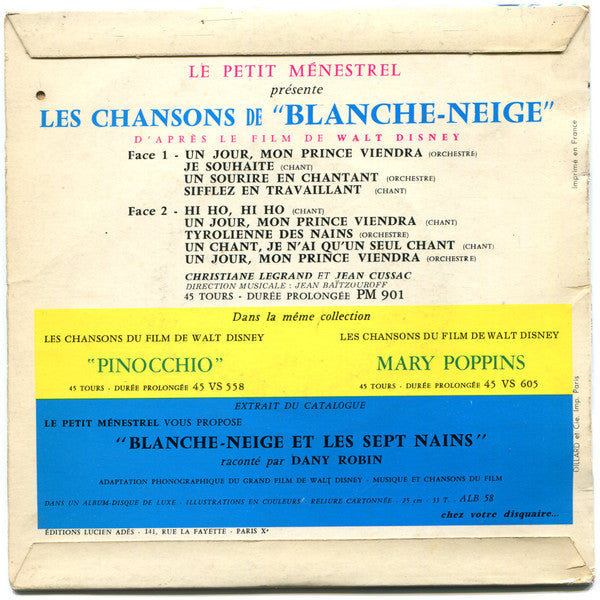 LE PETIT MÉNESTREL
présente
LES CHANSONS DE "BLANCHE-NEIGE"
D'APRÈS LE FILM DE WALT DISNEY
Face 1 - UN JOUR, MON PRINCE VIENDRA (ORCHESTRE)
JE SOUHAITE (CHANT)
UN SOURIRE EN CHANTANT (ORCHESTRE)
SIFFLEZ EN TRAVAILLANT (CHANT)
Face 2 - HI HO, HI HO (CHANT)
UN JOUR, MON PRINCE VIENDRA (CHANT)
TYROLIENNE DES NAINS (ORCHESTRE)
UN CHANT, JE N'AI QU'UN SEUL CHANT (CHANT)
UN JOUR, MON PRINCE VIENDRA (ORCHESTRE)
CHRISTIANE LEGRAND ET JEAN CUSSAC
DIRECTION MUSICALE : JEAN BAÏTZOUROFF
45 TOURS - DURÉE PROLONGÉE PM 901
Imprimé en France
Dans la même collection
LES CHANSONS DU FILM DE WALT DISNEY
"PINOCCHIO"
45 TOURS - DURÉE PROLONGÉE 45 VS 558
LES CHANSONS DU FILM DE WALT DISNEY
MARY POPPINS
45 TOURS - DURÉE PROLONGÉE 45 VS 605
EXTRAIT DU CATALOGUE
LE PETIT MÉNESTREL VOUS PROPOSE
"BLANCHE-NEIGE ET LES SEPT NAINS"
raconté par DANY ROBIN
ADAPTATION PHONOGRAPHIQUE DU GRAND FILM DE WALT DISNEY - MUSIQUE ET CHANSONS DU FILM
DANS UN ALBUM-DISQUE DE LUXE - ILLUSTRATIONS EN COULEURS - RELIURE CARTONNÉE - 25 cm - 33 T. - ALB 58
chez votre disquaire...
DILLARD et Cie. Imp. Paris
ÉDITIONS LUCIEN ADÈS - 141, RUE LA FAYETTE - PARIS Xe